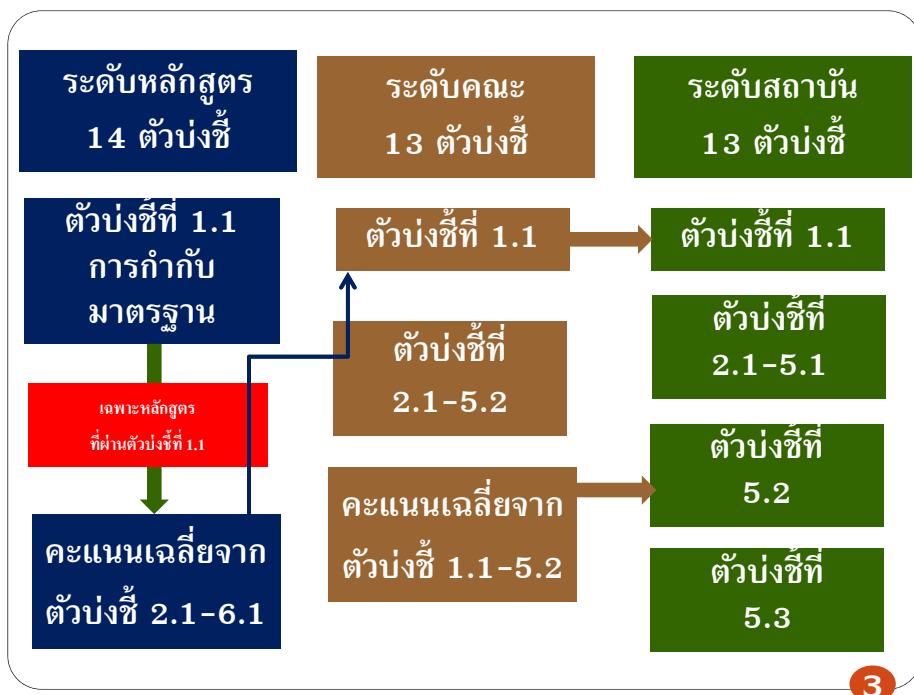 ระดับหลักสูตร
14 ตัวบ่งชี้
ระดับคณะ
13 ตัวบ่งชี้
ระดับสถาบัน
13 ตัวบ่งชี้
ตัวบ่งชี้ที่ 1.1
การกำกับ
มาตรฐาน
เฉพาะหลักสูตร
ที่ผ่านตัวบ่งชี้ที่ 1.1
คะแนนเฉลี่ยจาก
ตัวบ่งชี้ 2.1-6.1
ตัวบ่งชี้ที่ 1.1
ตัวบ่งชี้ที่
2.1-5.2
คะแนนเฉลี่ยจาก
ตัวบ่งชี้ 1.1-5.2
ตัวบ่งชี้ที่ 1.1
ตัวบ่งชี้ที่
2.1-5.1
ตัวบ่งชี้ที่
5.2
ตัวบ่งชี้ที่
5.3
3